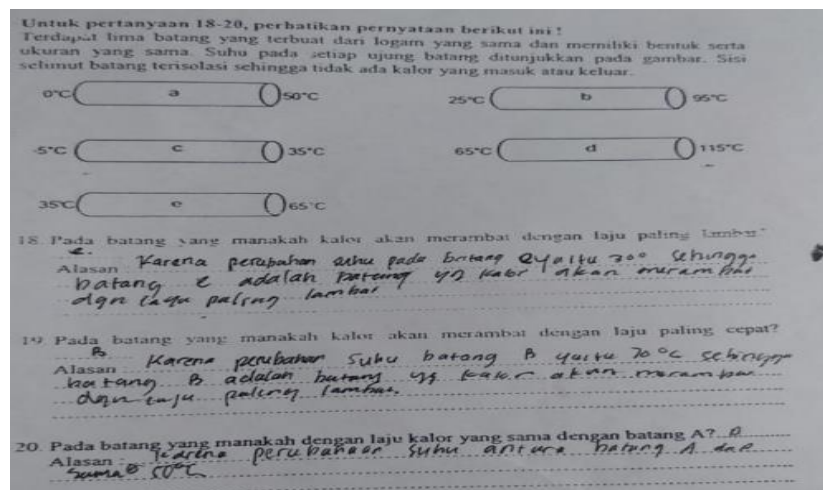 Untuk pertanyaan 18-20, perhatikan pernyataan berikut ini !
Terdapat lima batang yang terbuat dari logam yang sama dan memiliki bentuk serta
ukuran yang sama. Suhu pada setiap ujung batang ditunjukkan pada gambar. Sisi
selimut batang terisolasi sehingga tidak ada kalor yang masuk atau keluar.
0°C a 50°C
25°C b 95°C
-5°C c 35°C
65°C d 115°C
35°C e 65°C
18. Pada batang yang manakah kalor akan merambat dengan laju paling lambat?
e.
Alasan Karena perubahan suhu pada batang e yaitu 30° sehingga
batang e adalah batang yg kalor akan merambat
dgn laju paling lambat
19. Pada batang yang manakah kalor akan merambat dengan laju paling cepat?
B
Alasan Karena perubahan suhu batang B yaitu 70°C sehingga
batang B adalah batang yg kalor akan merambat
dgn laju paling lambat.
20. Pada batang yang manakah dengan laju kalor yang sama dengan batang A? D
Alasan : Karena perubahan suhu antara batang A dan
sama 50°C